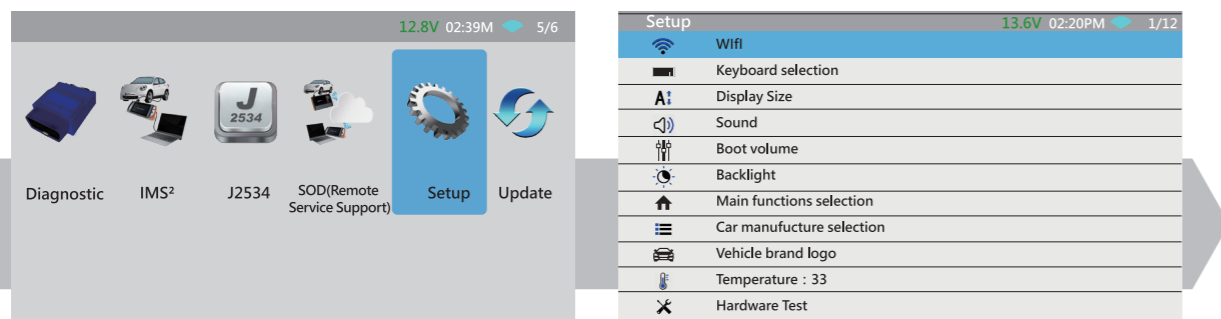 12.8V 02:39M 5/6
J
2534
Diagnostic
IMS²
J2534
SOD(Remote
Service Support)
Setup
Update
Setup 13.6V 02:20PM 1/12
WIfI
Keyboard selection
Display Size
Sound
Boot volume
Backlight
Main functions selection
Car manufucture selection
Vehicle brand logo
Temperature : 33
Hardware Test